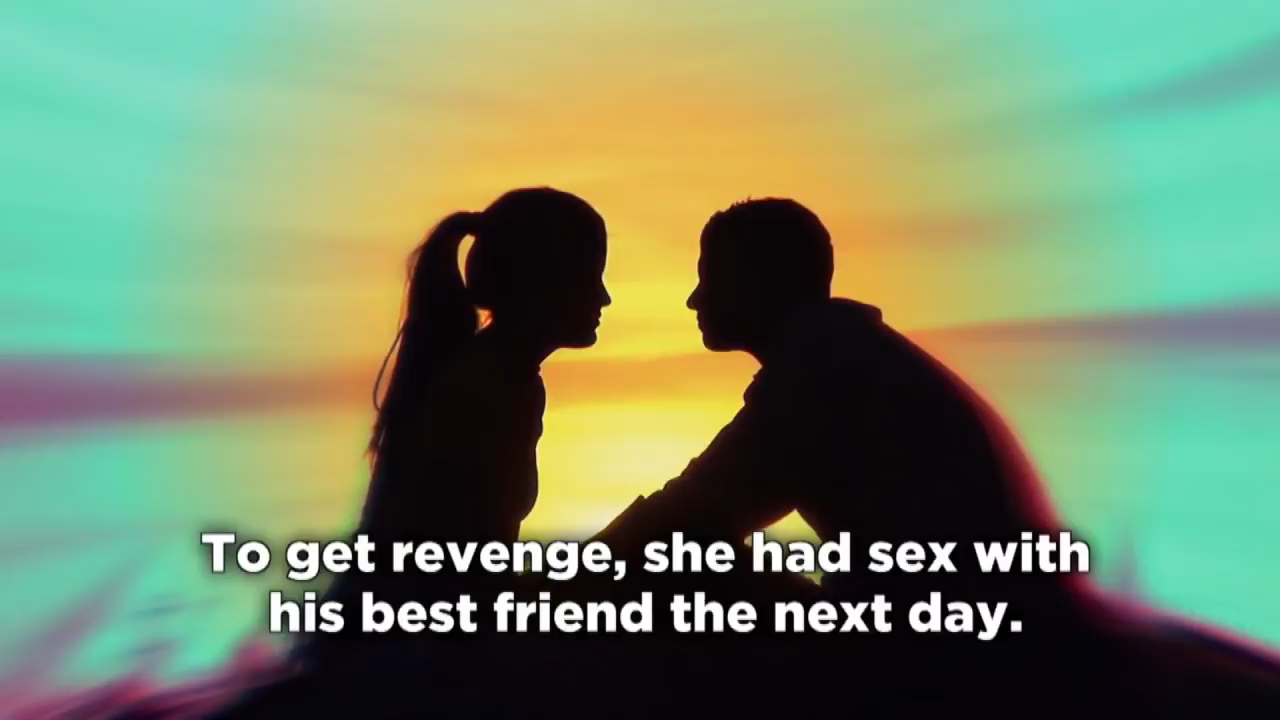 To get revenge, she had sex with
his best friend the next day.